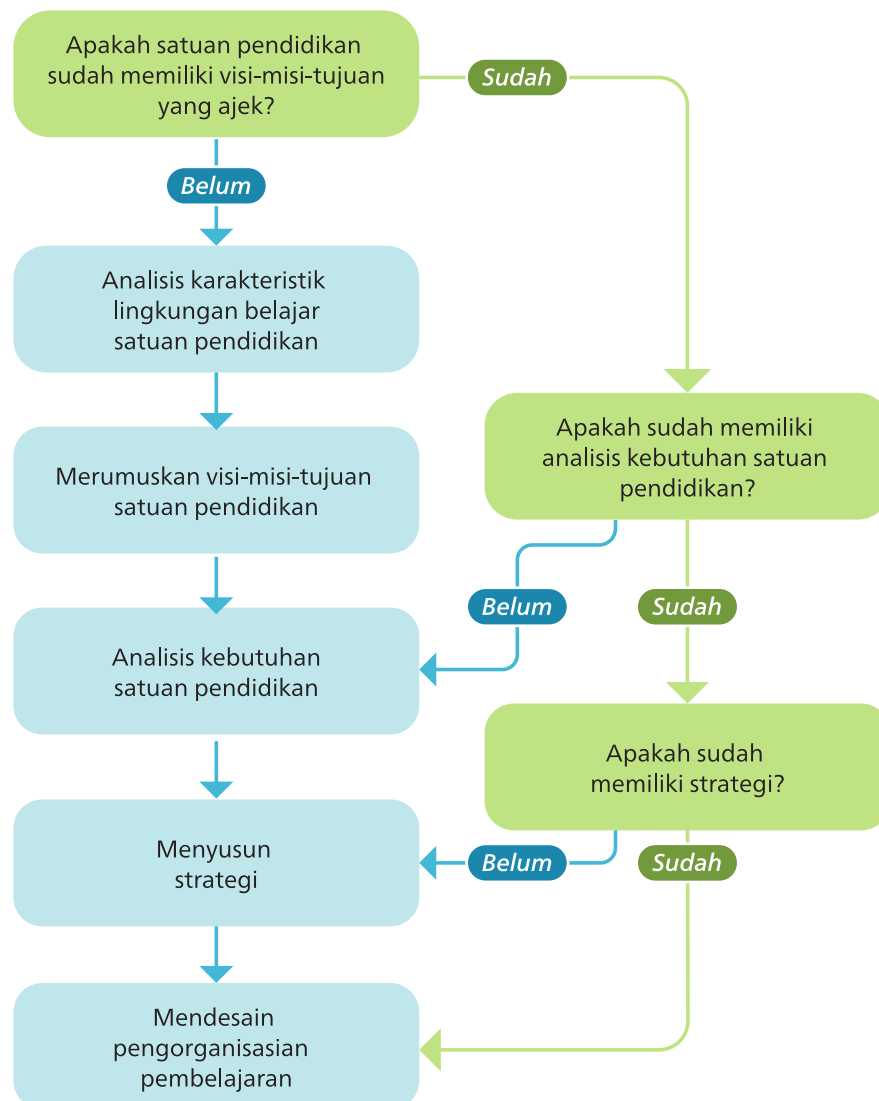 Apakah satuan pendidikan
sudah memiliki visi-misi-tujuan
yang ajek?
Sudah
Belum
Analisis karakteristik
lingkungan belajar
satuan pendidikan
Merumuskan visi-misi-tujuan
satuan pendidikan
Apakah sudah memiliki
analisis kebutuhan satuan
pendidikan?
Belum
Sudah
Analisis kebutuhan
satuan pendidikan
Apakah sudah
memiliki strategi?
Menyusun
strategi
Belum
Sudah
Mendesain
pengorganisasian
pembelajaran